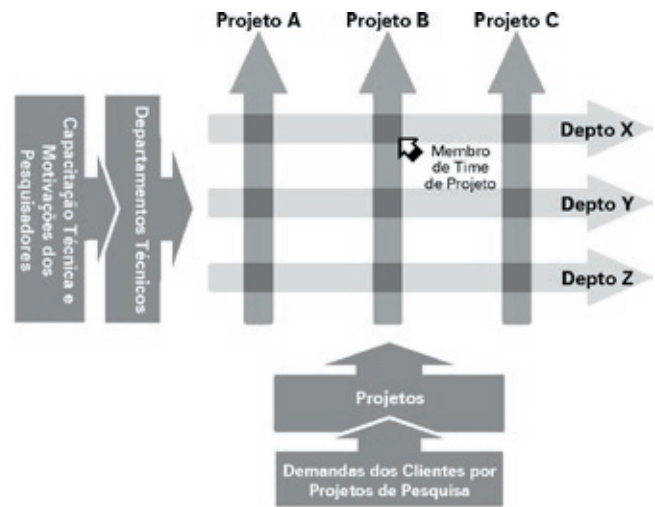 Projeto A
Projeto B
Projeto C
Capacitação Técnica e
Motivações dos
Pesquisadores
Departamentos Técnicos
Depto X
Membro
de Time
de Projeto
Depto Y
Depto Z
Projetos
Demandas dos Clientes por
Projetos de Pesquisa